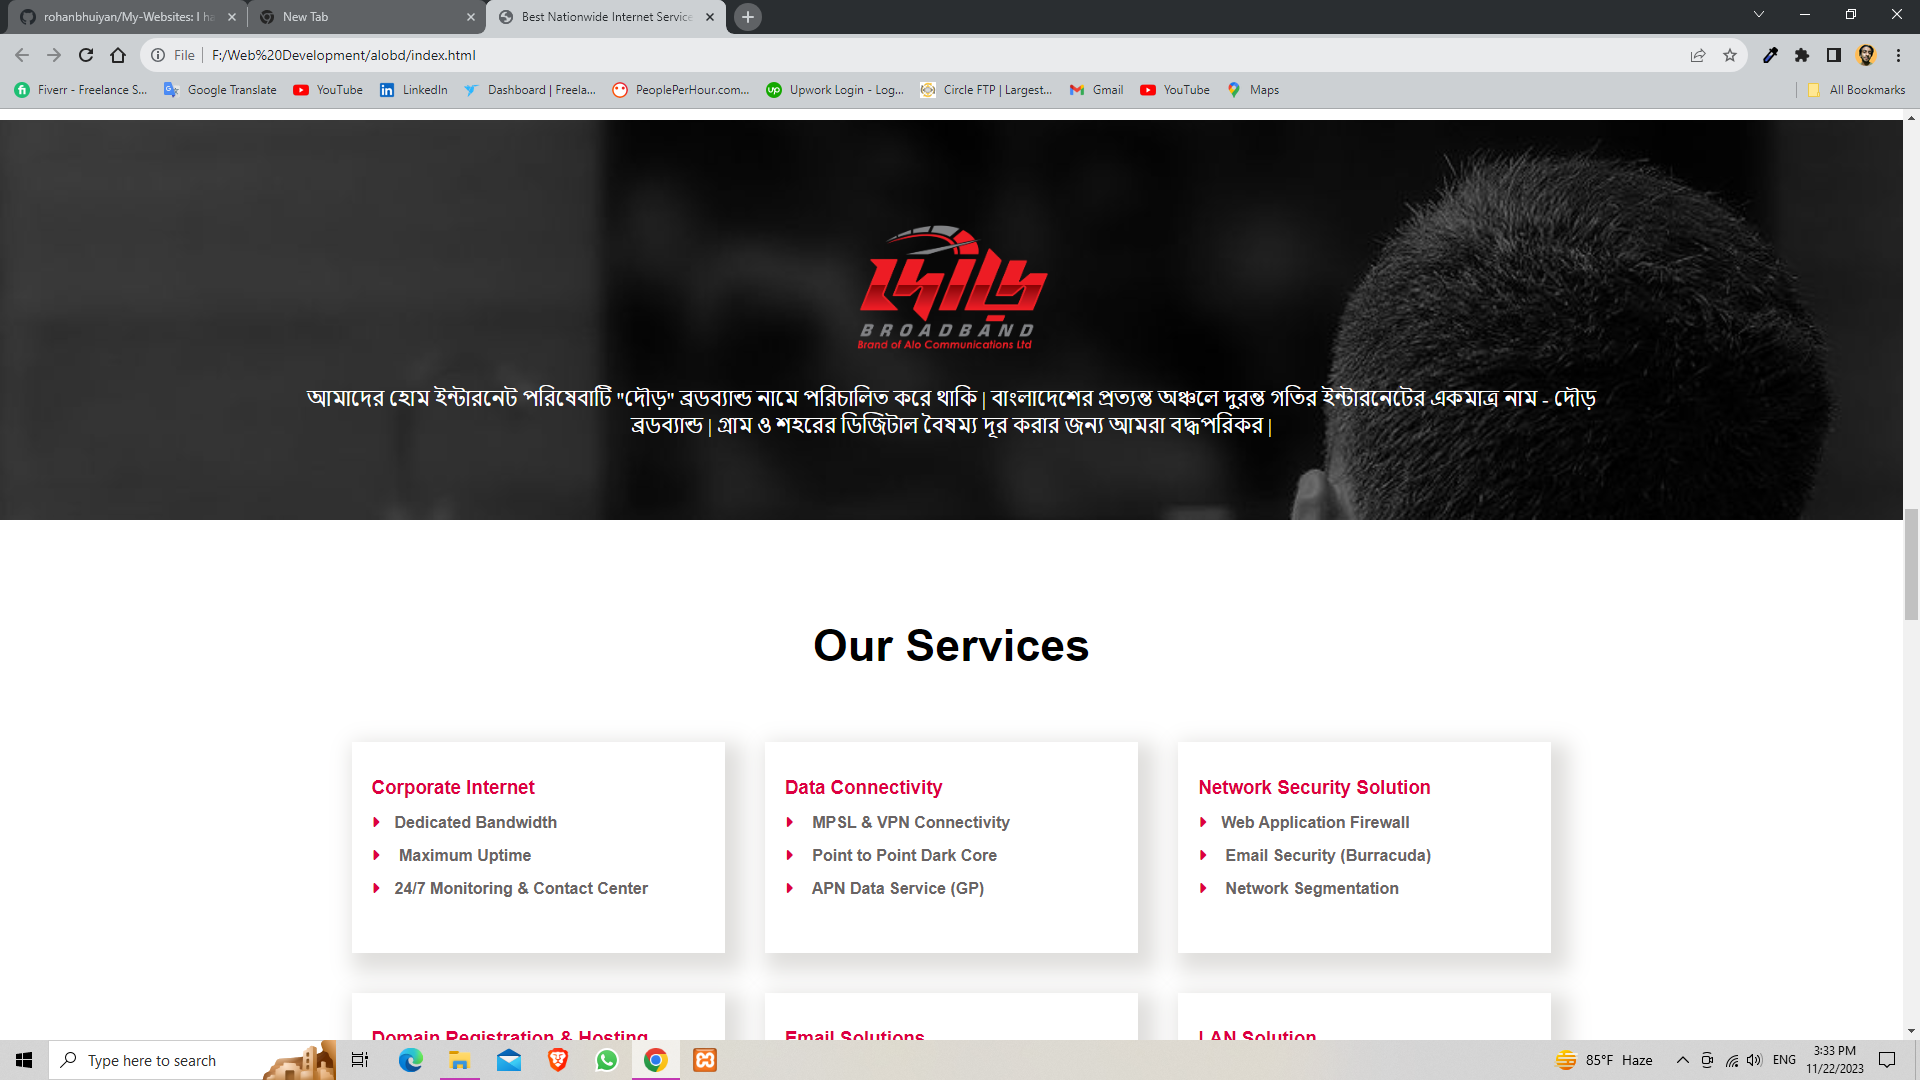 rohanbhuiyan/My-Websites: I ha
New Tab
Best Nationwide Internet Service
File
F:/Web%20Development/alobd/index.html
Fiverr - Freelance S...
Google Translate
YouTube
LinkedIn
Dashboard | Freela...
PeoplePerHour.com...
Upwork Login - Log...
Circle FTP | Largest...
Gmail
YouTube
Maps
All Bookmarks
দৌড়
BROADBAND
Brand of Alo Communications Ltd
আমাদের হোম ইন্টারনেট পরিষেবাটি "দৌড়" ব্রডব্যান্ড নামে পরিচালিত করে থাকি | বাংলাদেশের প্রত্যন্ত অঞ্চলে দুরন্ত গতির ইন্টারনেটের একমাত্র নাম - দৌড়
ব্রডব্যান্ড | গ্রাম ও শহরের ডিজিটাল বৈষম্য দূর করার জন্য আমরা বদ্ধপরিকর |
Our Services
Corporate Internet
Dedicated Bandwidth
Maximum Uptime
24/7 Monitoring & Contact Center
Data Connectivity
MPSL & VPN Connectivity
Point to Point Dark Core
APN Data Service (GP)
Network Security Solution
Web Application Firewall
Email Security (Burracuda)
Network Segmentation
Domain Registration & Hosting
Email Solutions
LAN Solution
Type here to search
85°F Haze
ENG
3:33 PM
11/22/2023